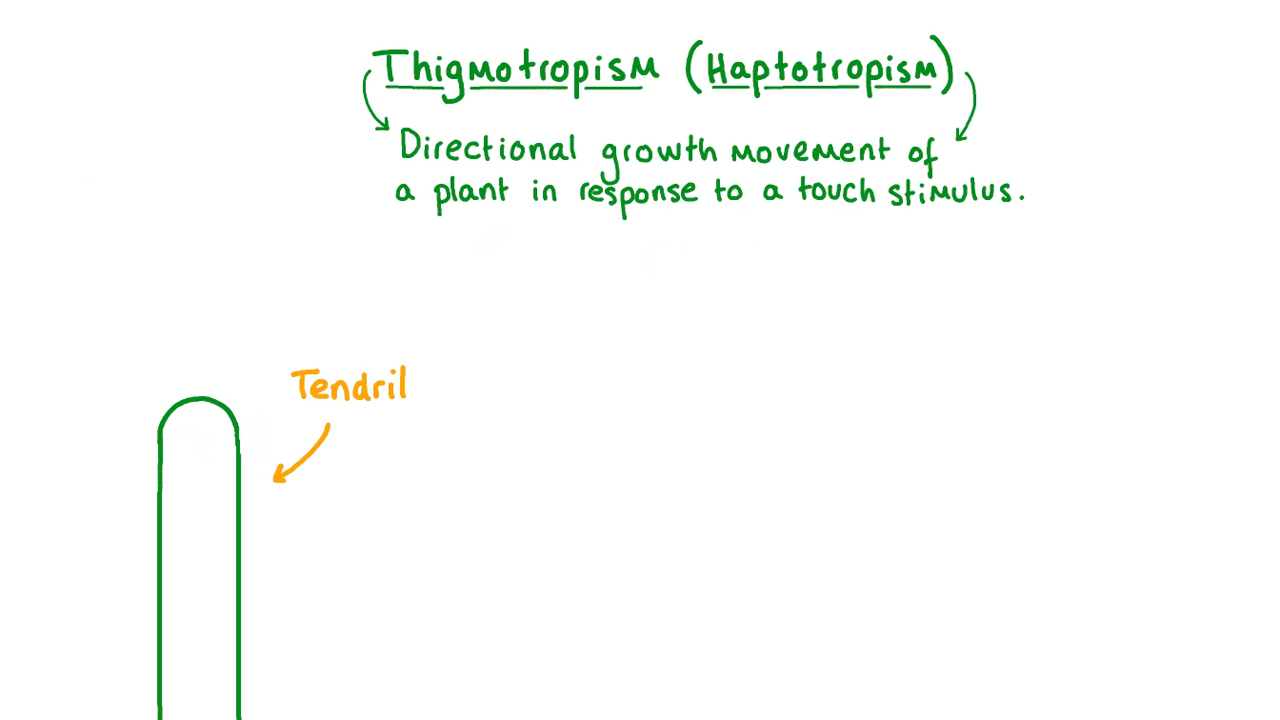 Thigmotropism (Haptotropism)
Directional growth movement of
a plant in response to a touch stimulus.
Tendril